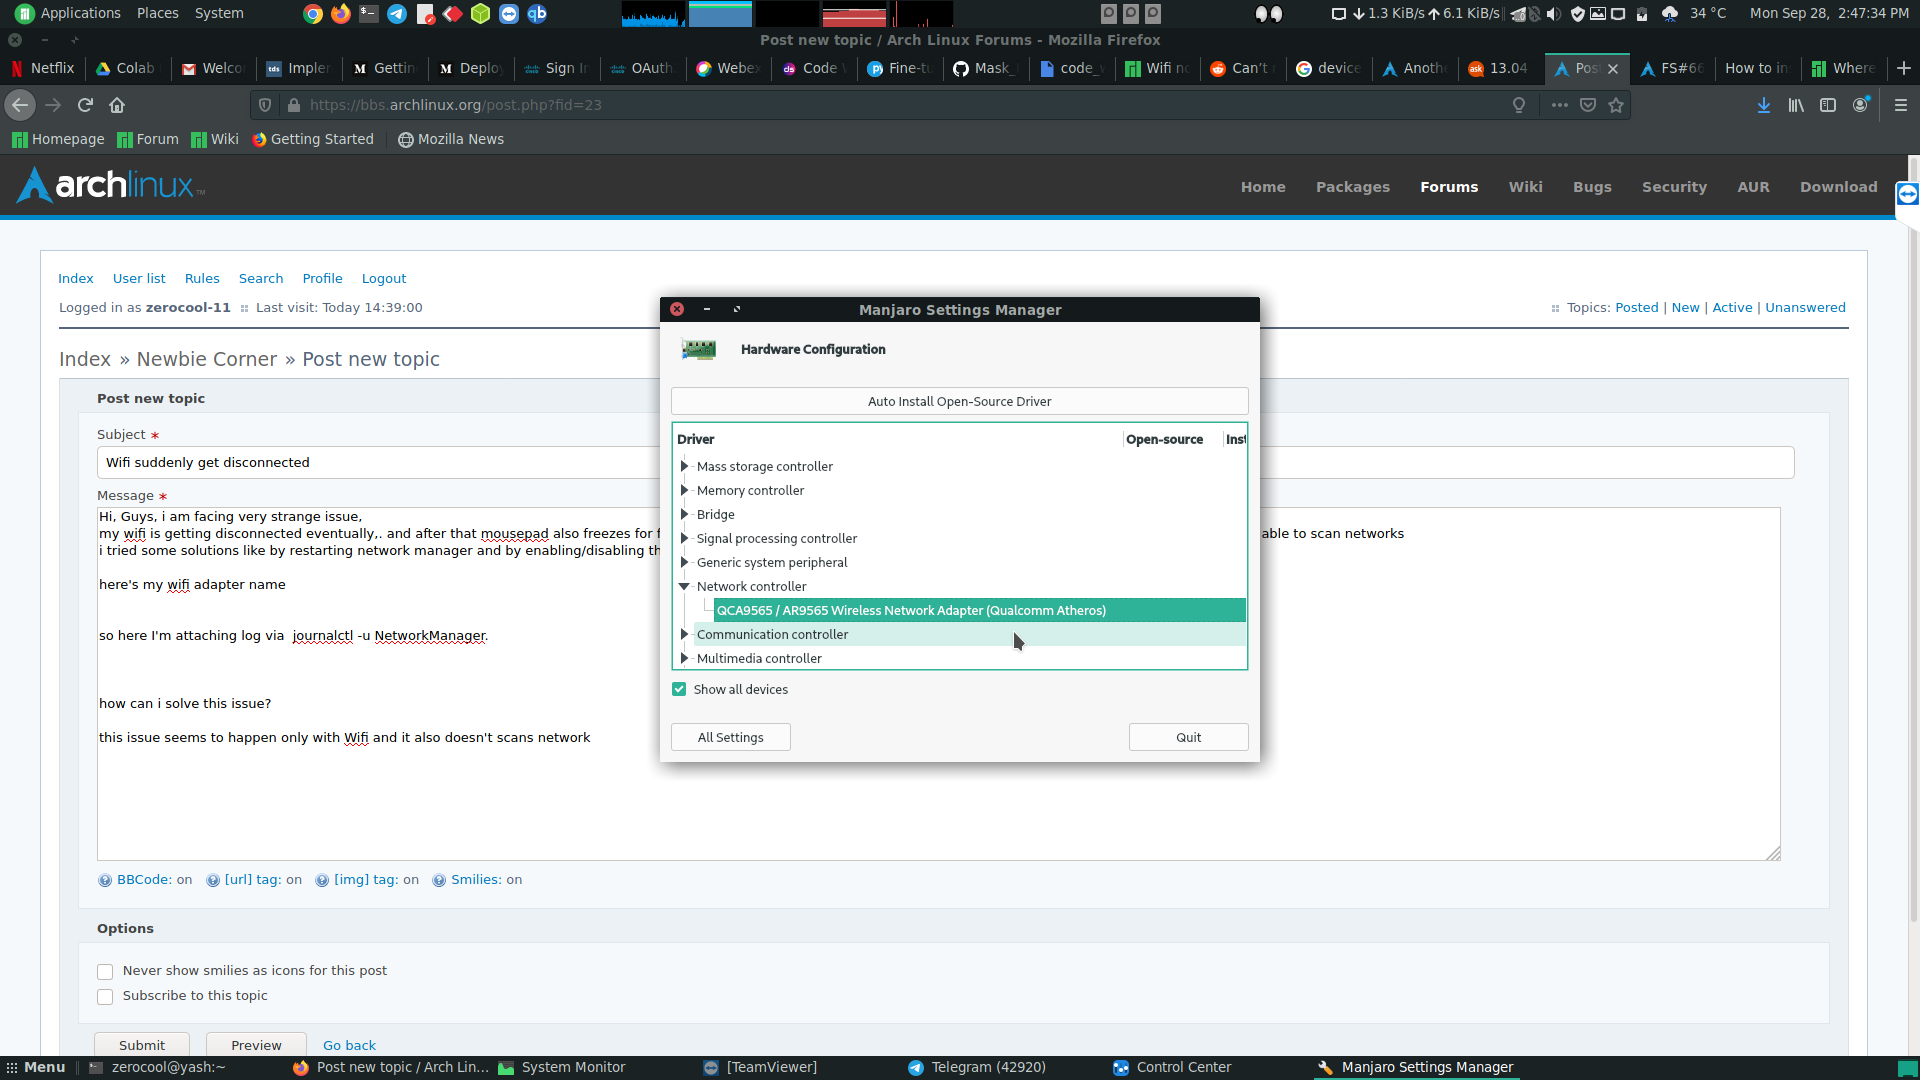 Applications Places System
1.3 KiB/s 6.1 KiB/s 34 °C Mon Sep 28, 2:47:34 PM
Post new topic / Arch Linux Forums - Mozilla Firefox
Netflix Colab Welco Impler Gettin Deplo Sign In OAuth. Webex Code Fine-tu Mask_ code_v Wifi no Can't Google device Anoth 13.04 Pos FS#66 How to in Where
https://bbs.archlinux.org/post.php?fid=23
Homepage Forum Wiki Getting Started Mozilla News
archlinux™
Home Packages Forums Wiki Bugs Security AUR Download
Index User list Rules Search Profile Logout
Logged in as zerocool-11 Last visit: Today 14:39:00
Topics: Posted | New | Active | Unanswered
Index » Newbie Corner » Post new topic
Post new topic
Subject *
Wifi suddenly get disconnected
Message *
Hi, Guys, i am facing very strange issue,
my wifi is getting disconnected eventually,. and after that mousepad also freezes for f able to scan networks
i tried some solutions like by restarting network manager and by enabling/disabling th
here's my wifi adapter name
so here I'm attaching log via journalctl -u NetworkManager.
how can i solve this issue?
this issue seems to happen only with Wifi and it also doesn't scans network
BBCode: on [url] tag: on [img] tag: on Smilies: on
Options
Never show smilies as icons for this post
Subscribe to this topic
Submit Preview Go back
Manjaro Settings Manager
Hardware Configuration
Auto Install Open-Source Driver
Driver Open-source Inst
Mass storage controller
Memory controller
Bridge
Signal processing controller
Generic system peripheral
Network controller
QCA9565 / AR9565 Wireless Network Adapter (Qualcomm Atheros)
Communication controller
Multimedia controller
Show all devices
All Settings Quit
Menu zerocool@yash:~ Post new topic / Arch Lin... System Monitor [TeamViewer] Telegram (42920) Control Center Manjaro Settings Manager